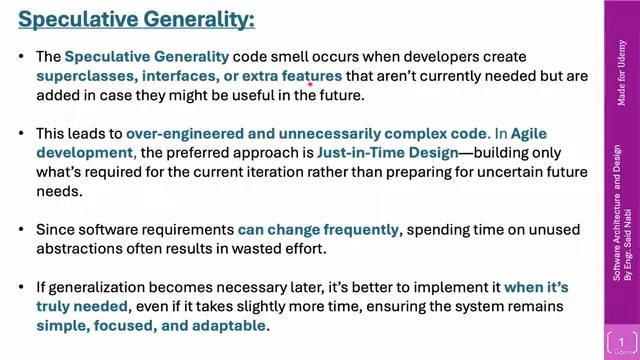 Speculative Generality:
• The Speculative Generality code smell occurs when developers create
superclasses, interfaces, or extra features that aren't currently needed but are
added in case they might be useful in the future.
• This leads to over-engineered and unnecessarily complex code. In Agile
development, the preferred approach is Just-in-Time Design—building only
what's required for the current iteration rather than preparing for uncertain future
needs.
• Since software requirements can change frequently, spending time on unused
abstractions often results in wasted effort.
• If generalization becomes necessary later, it's better to implement it when it's
truly needed, even if it takes slightly more time, ensuring the system remains
simple, focused, and adaptable.
Made for Udemy
Software Architecture and Design
By Engr. Said Nabi
1
Udemy